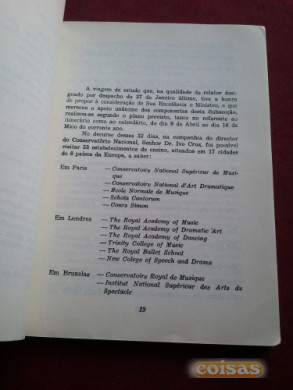 A viagem de estudo que, na qualidade de relator desi-
gnado por despacho de 27 de Janeiro último, tive a honra
de propor à consideração de Sua Excelência o Ministro, e que
mereceu o apoio unânime dos componentes desta Subsecção,
realizou-se segundo o plano previsto, tanto no referente ao
itinerário como ao calendário, de dia 9 de Abril ao dia 10 de
Maio do corrente ano.
No decurso desses 32 dias, na companhia do director
do Conservatório Nacional, Senhor Dr. Ivo Cruz, foi possível
visitar 53 estabelecimentos de ensino, situados em 17 cidades
de 8 países da Europa, a saber:
Em Paris — Conservatoire National Supérieur de Musi-
que
— Conservatoire National d'Art Dramatique
— Ecole Normale de Musique
— Schola Cantorum
— Cours Simon
Em Londres — The Royal Academy of Music
— The Royal Academy of Dramatic Art
— The Royal Academy of Dancing
— Trinity College of Music
— The Royal Ballet School
— New College of Speech and Drama
Em Bruxelas — Conservatoire Royal de Musique
— Institut National Supérieur des Arts du
Spectacle
19
coisas